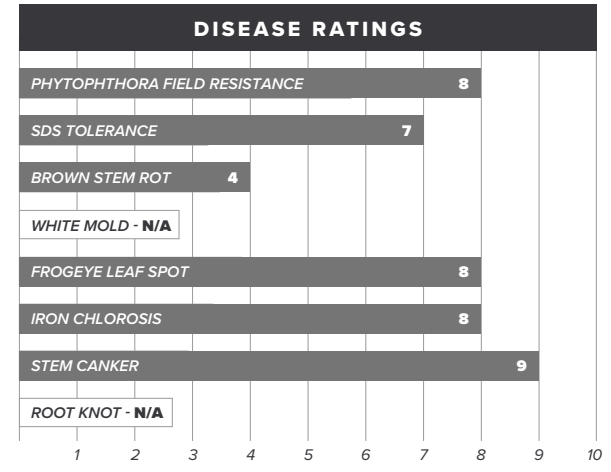 DISEASE RATINGS
PHYTOPHTHORA FIELD RESISTANCE 8
SDS TOLERANCE 7
BROWN STEM ROT 4
WHITE MOLD - N/A
FROGEYE LEAF SPOT 8
IRON CHLOROSIS 8
STEM CANKER 9
ROOT KNOT - N/A
1 2 3 4 5 6 7 8 9 10